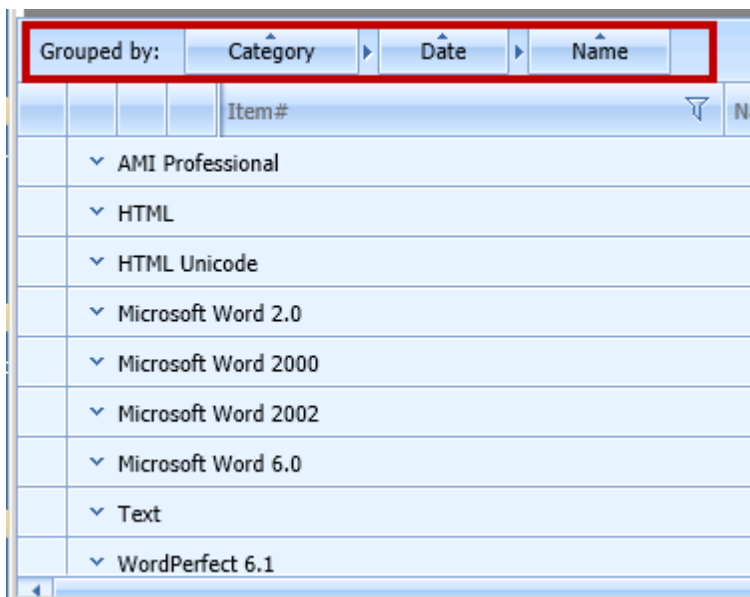 Grouped by: Category Date Name
Item#
AMI Professional
HTML
HTML Unicode
Microsoft Word 2.0
Microsoft Word 2000
Microsoft Word 2002
Microsoft Word 6.0
Text
WordPerfect 6.1